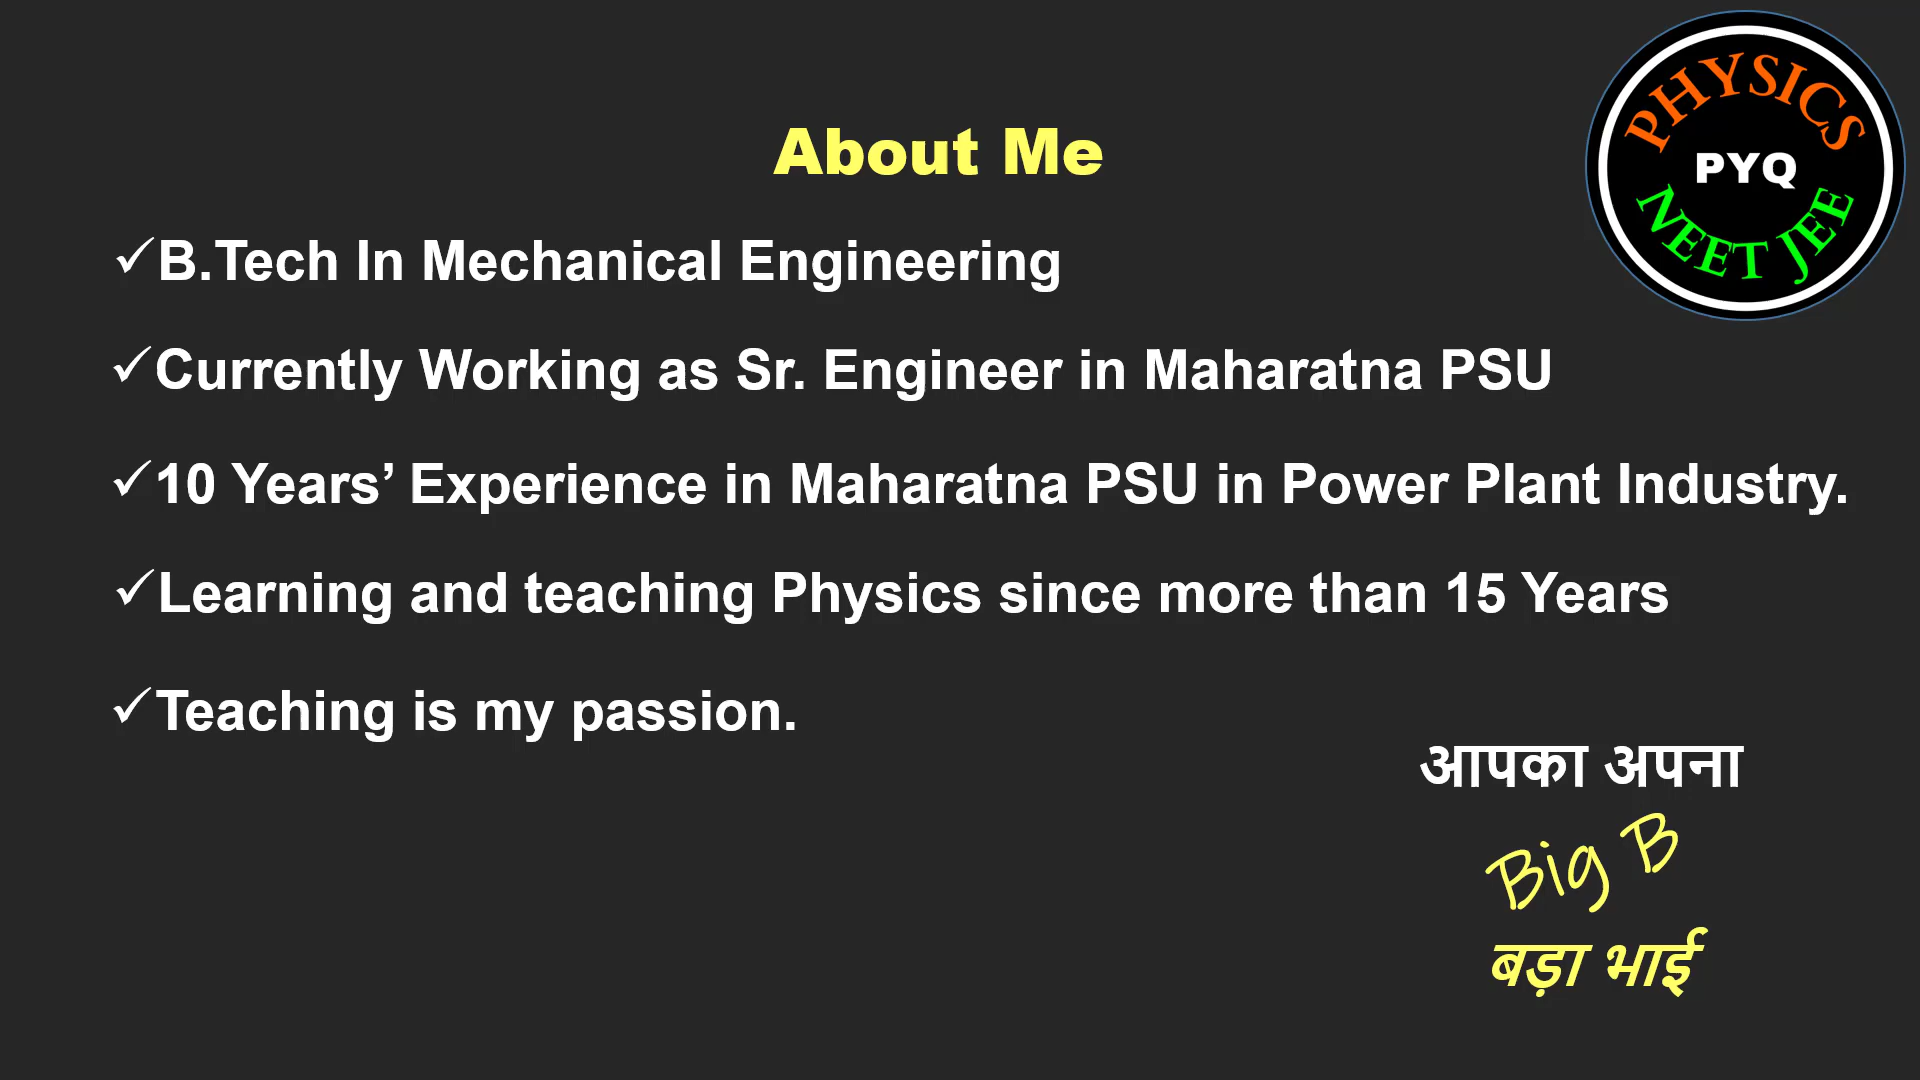 PHYSICS
PYQ
NEET JEE
About Me
✓B.Tech In Mechanical Engineering
✓Currently Working as Sr. Engineer in Maharatna PSU
✓10 Years’ Experience in Maharatna PSU in Power Plant Industry.
✓Learning and teaching Physics since more than 15 Years
✓Teaching is my passion.
आपका अपना
Big B
बड़ा भाई